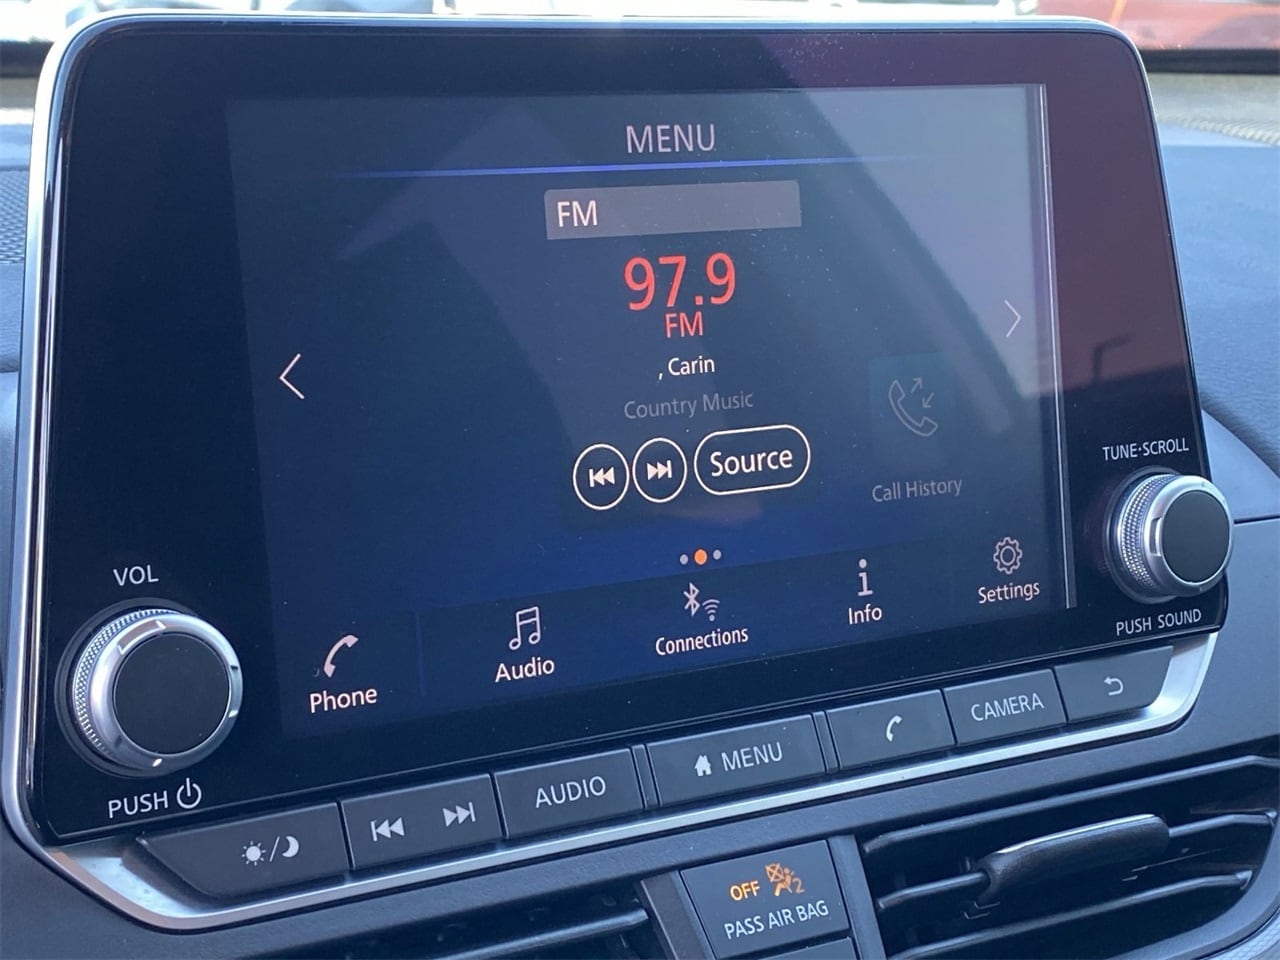 MENU
FM
97.9
FM
, Carin
Country Music
Source
Call History
Phone
Audio
Connections
Info
Settings
VOL
PUSH
TUNE·SCROLL
PUSH SOUND
AUDIO
MENU
CAMERA
OFF 2
PASS AIR BAG